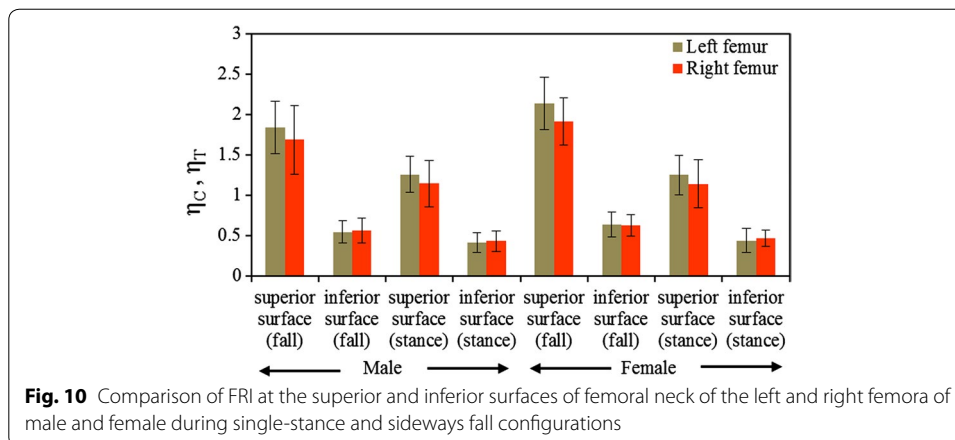 3
2.5
2
1.5
1
0.5
0
ηC , ηT
Left femur
Right femur
superior surface (fall)
inferior surface (fall)
superior surface (stance)
inferior surface (stance)
superior surface (fall)
inferior surface (fall)
superior surface (stance)
inferior surface (stance)
Male
Female
Fig. 10 Comparison of FRI at the superior and inferior surfaces of femoral neck of the left and right femora of
male and female during single-stance and sideways fall configurations